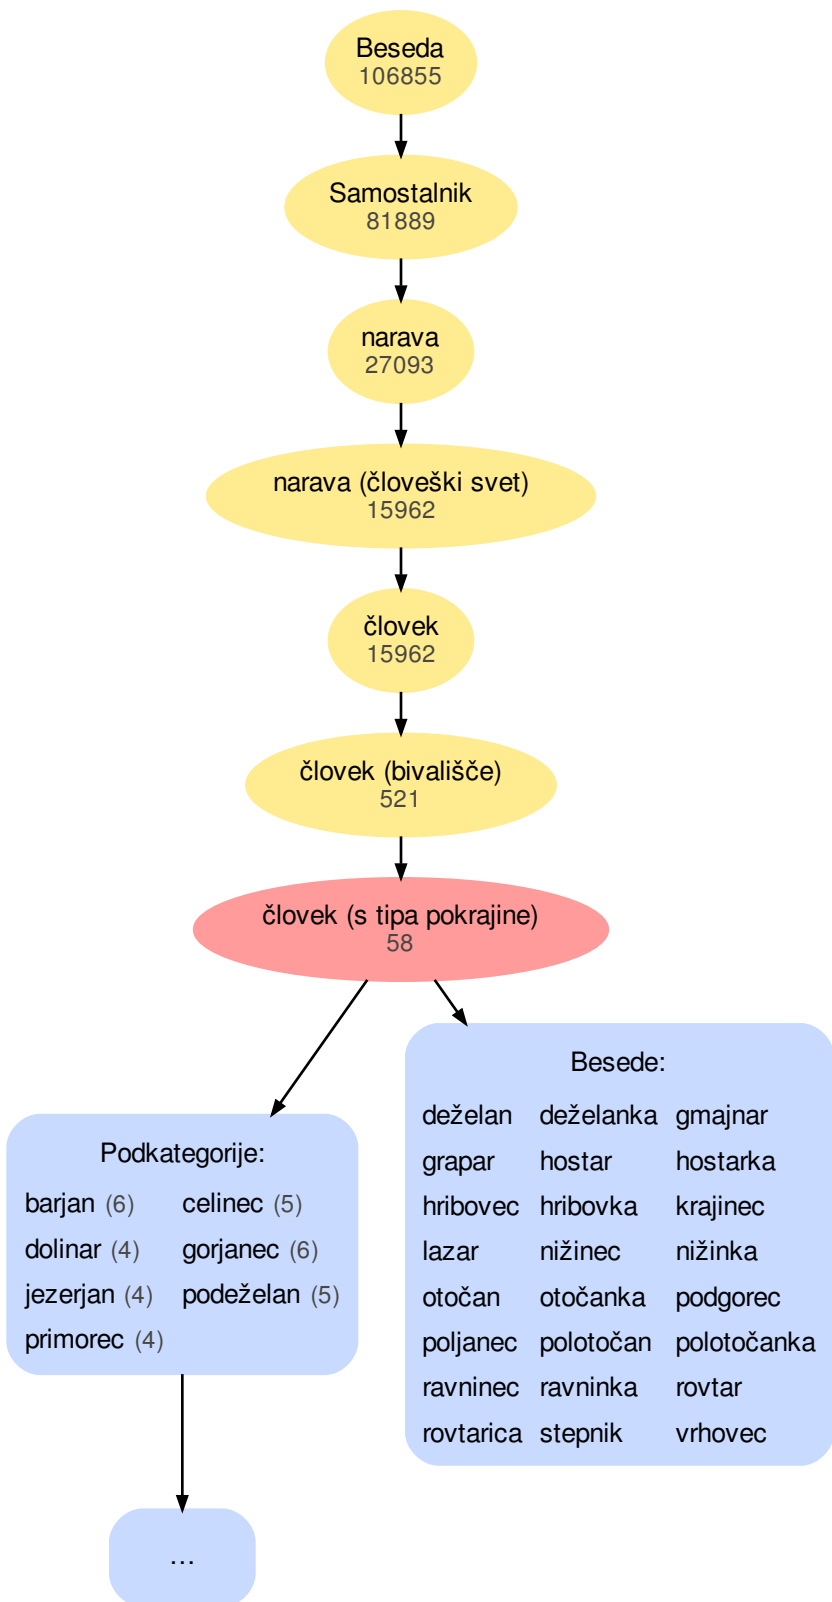 Beseda
106855
Samostalnik
81889
narava
27093
narava (človeški svet)
15962
človek
15962
človek (bivališče)
521
človek (s tipa pokrajine)
58
Podkategorije:
barjan (6) celinec (5)
dolinar (4) gorjanec (6)
jezerjan (4) podeželan (5)
primorec (4)
...
Besede:
deželan deželanka gmajnar
grapar hostar hostarka
hribovec hribovka krajinec
lazar nižinec nižinka
otočan otočanka podgorec
poljanec polotočan polotočanka
ravninec ravninka rovtar
rovtarica stepnik vrhovec